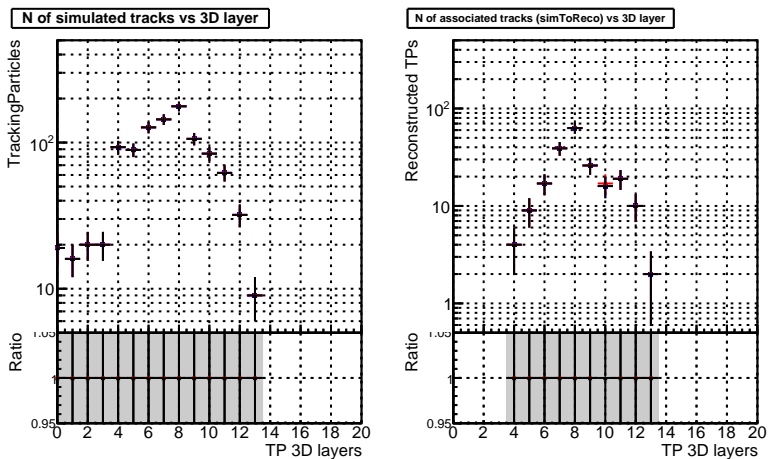 N of simulated tracks vs 3D layer
TrackingParticles
10²
10
Ratio
1.05
1
0.95
0 2 4 6 8 10 12 14 16 18 20
TP 3D layers
N of associated tracks (simToReco) vs 3D layer
Reconstructed TPs
10²
10
1
Ratio
1.05
1
0.95
0 2 4 6 8 10 12 14 16 18 20
TP 3D layers